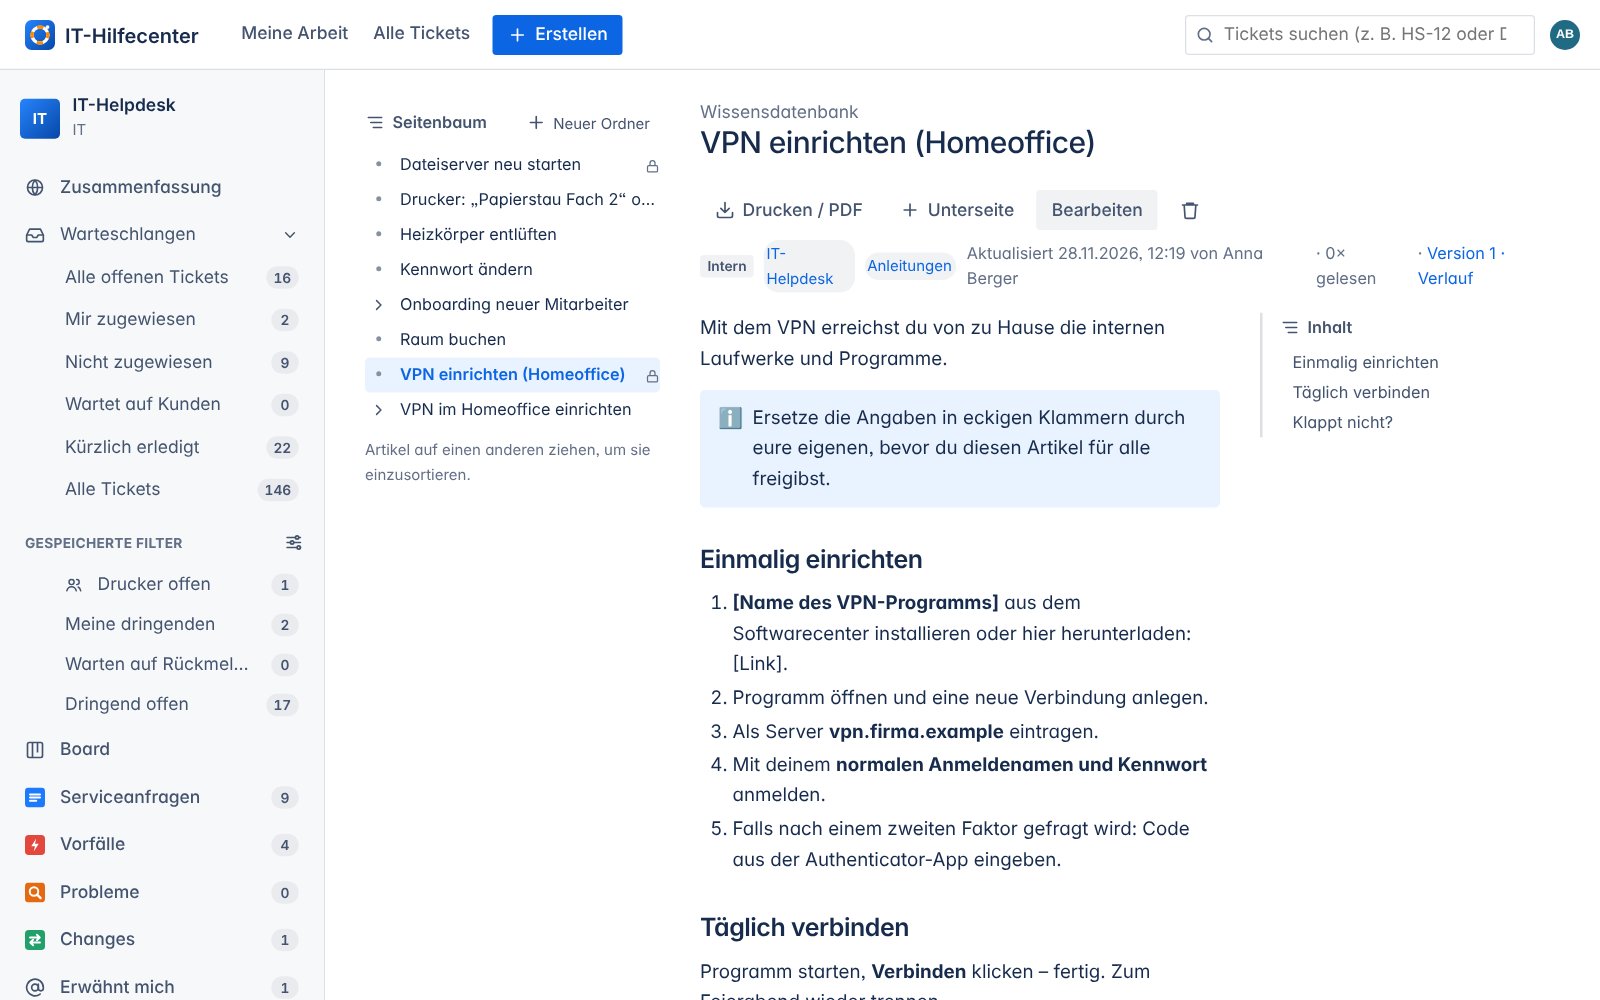 IT-Hilfecenter
Meine Arbeit
Alle Tickets
Erstellen
Tickets suchen (z. B. HS-12 oder D
AB
IT
IT-Helpdesk
IT
Zusammenfassung
Warteschlangen
Alle offenen Tickets 16
Mir zugewiesen 2
Nicht zugewiesen 9
Wartet auf Kunden 0
Kürzlich erledigt 22
Alle Tickets 146
GESPEICHERTE FILTER
Drucker offen 1
Meine dringenden 2
Warten auf Rückmel... 0
Dringend offen 17
Board
Serviceanfragen 9
Vorfälle 4
Probleme 0
Changes 1
Erwähnt mich 1
Seitenbaum
Neuer Ordner
Dateiserver neu starten
Drucker: „Papierstau Fach 2“ o...
Heizkörper entlüften
Kennwort ändern
Onboarding neuer Mitarbeiter
Raum buchen
VPN einrichten (Homeoffice)
VPN im Homeoffice einrichten
Artikel auf einen anderen ziehen, um sie
einzusortieren.
Wissensdatenbank
VPN einrichten (Homeoffice)
Drucken / PDF
Unterseite
Bearbeiten
Intern
IT-
Helpdesk
Anleitungen
Aktualisiert 28.11.2026, 12:19 von Anna
Berger
· 0×
gelesen
· Version 1 ·
Verlauf
Mit dem VPN erreichst du von zu Hause die internen
Laufwerke und Programme.
Ersetze die Angaben in eckigen Klammern durch
eure eigenen, bevor du diesen Artikel für alle
freigibst.
Einmalig einrichten
1. [Name des VPN-Programms] aus dem
Softwarecenter installieren oder hier herunterladen:
[Link].
2. Programm öffnen und eine neue Verbindung anlegen.
3. Als Server vpn.firma.example eintragen.
4. Mit deinem normalen Anmeldenamen und Kennwort
anmelden.
5. Falls nach einem zweiten Faktor gefragt wird: Code
aus der Authenticator-App eingeben.
Täglich verbinden
Programm starten, Verbinden klicken – fertig. Zum
Feierabend wieder trennen.
Inhalt
Einmalig einrichten
Täglich verbinden
Klappt nicht?